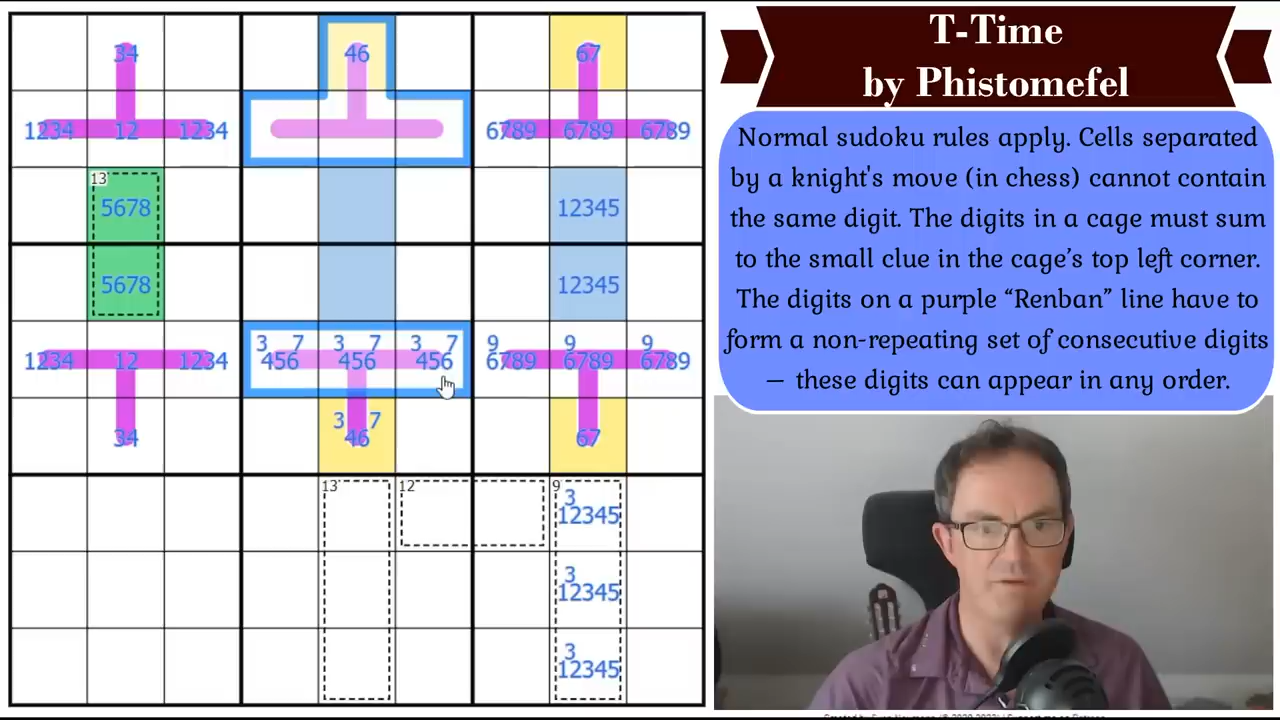 T-Time
by Phistomefel
Normal sudoku rules apply. Cells separated
by a knight's move (in chess) cannot contain
the same digit. The digits in a cage must sum
to the small clue in the cage’s top left corner.
The digits on a purple “Renban” line have to
form a non-repeating set of consecutive digits
— these digits can appear in any order.
34 46 67
1234 12 1234 6789 6789 6789
13
5678 12345
5678 12345
3 7 3 7 3 7 9 9 9
1234 12 1234 456 456 456 6789 6789 6789
3 7
34 46 67
13 12 9 3
12345
3
12345
3
12345